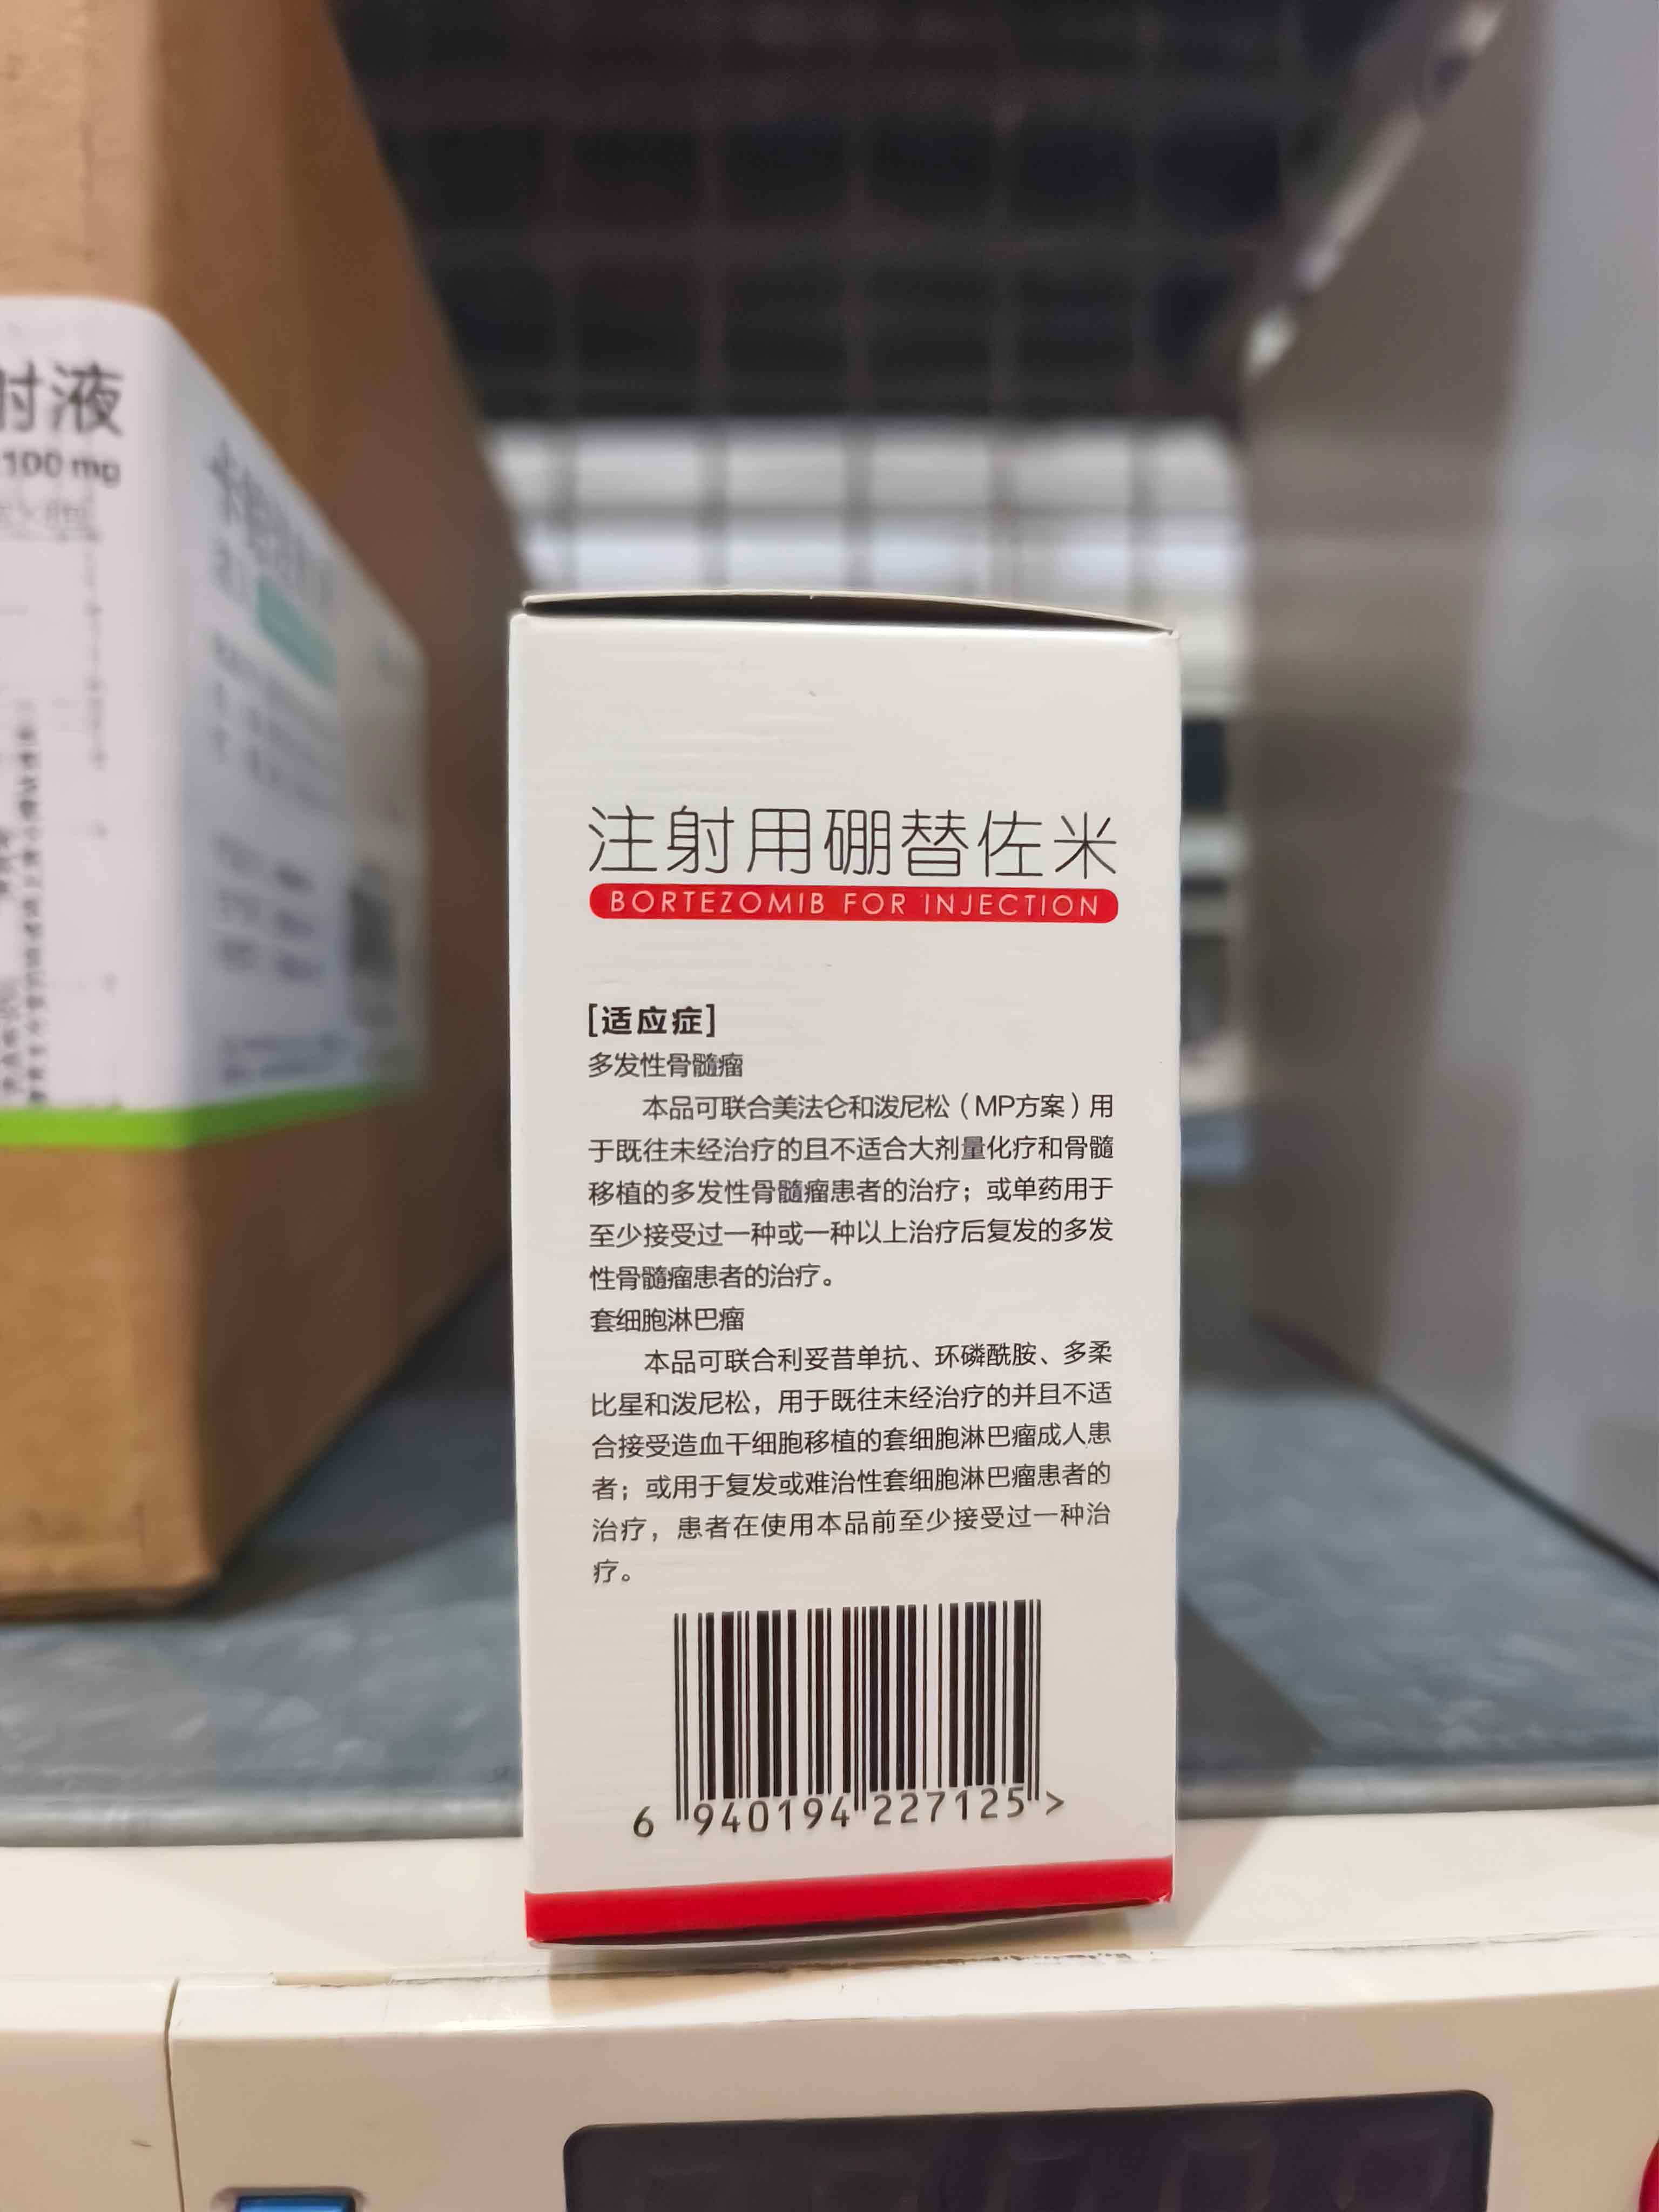 射液
100 mg
注射用硼替佐米
BORTEZOMIB FOR INJECTION
[适应症]
多发性骨髓瘤
本品可联合美法仑和泼尼松（MP方案）用
于既往未经治疗的且不适合大剂量化疗和骨髓
移植的多发性骨髓瘤患者的治疗；或单药用于
至少接受过一种或一种以上治疗后复发的多发
性骨髓瘤患者的治疗。
套细胞淋巴瘤
本品可联合利妥昔单抗、环磷酰胺、多柔
比星和泼尼松，用于既往未经治疗的并且不适
合接受造血干细胞移植的套细胞淋巴瘤成人患
者；或用于复发或难治性套细胞淋巴瘤患者的
治疗，患者在使用本品前至少接受过一种治
疗。
6 940194 227125 >